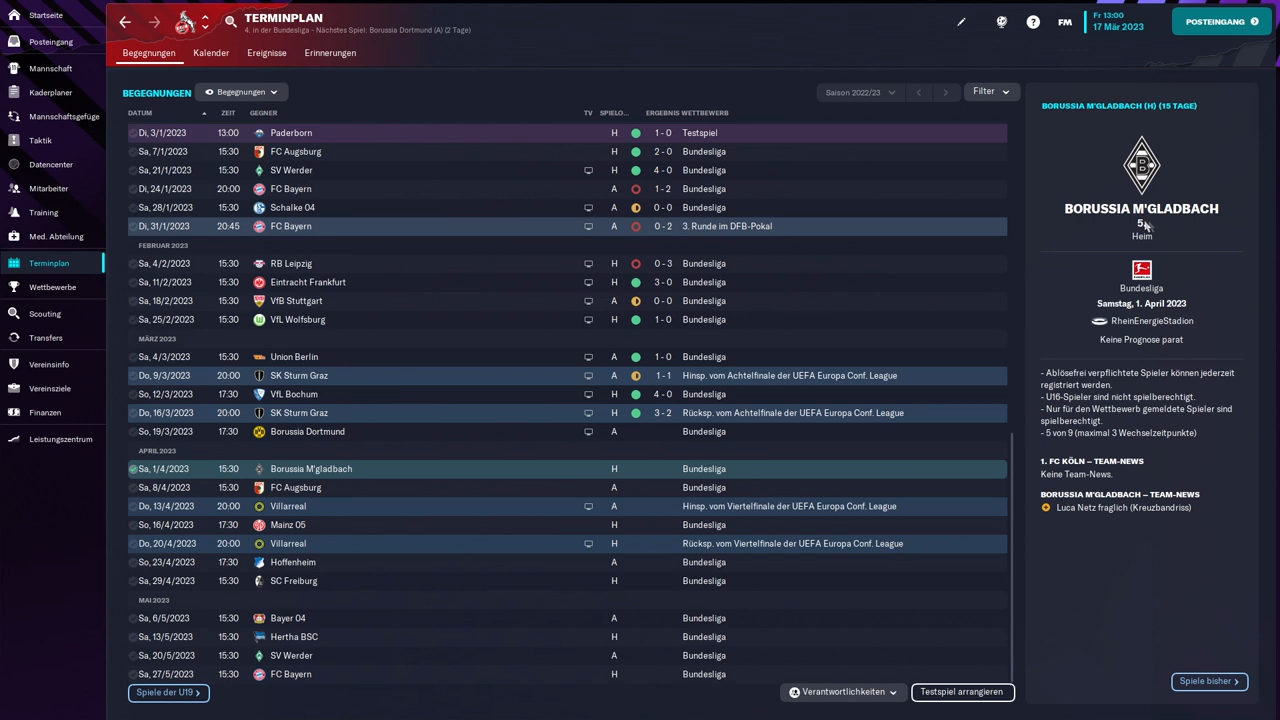 Startseite
Posteingang
Mannschaft
Kaderplaner
Mannschaftsgefüge
Taktik
Datencenter
Mitarbeiter
Training
Med. Abteilung
Terminplan
Wettbewerbe
Scouting
Transfers
Vereinsinfo
Vereinsziele
Finanzen
Leistungszentrum
TERMINPLAN
4. in der Bundesliga - Nächstes Spiel: Borussia Dortmund (A) (2 Tage)
FM
Fr 13:00
17 Mär 2023
POSTEINGANG
Begegnungen Kalender Ereignisse Erinnerungen
BEGEGNUNGEN Begegnungen Saison 2022/23 Filter
DATUM ZEIT GEGNER TV SPIELO... ERGEBNIS WETTBEWERB
Di, 3/1/2023 13:00 Paderborn H 1 - 0 Testspiel
Sa, 7/1/2023 15:30 FC Augsburg H 2 - 0 Bundesliga
Sa, 21/1/2023 15:30 SV Werder H 4 - 0 Bundesliga
Di, 24/1/2023 20:00 FC Bayern A 1 - 2 Bundesliga
Sa, 28/1/2023 15:30 Schalke 04 A 0 - 0 Bundesliga
Di, 31/1/2023 20:45 FC Bayern A 0 - 2 3. Runde im DFB-Pokal
FEBRUAR 2023
Sa, 4/2/2023 15:30 RB Leipzig H 0 - 3 Bundesliga
Sa, 11/2/2023 15:30 Eintracht Frankfurt H 3 - 0 Bundesliga
Sa, 18/2/2023 15:30 VfB Stuttgart A 0 - 0 Bundesliga
Sa, 25/2/2023 15:30 VfL Wolfsburg H 1 - 0 Bundesliga
MÄRZ 2023
Sa, 4/3/2023 15:30 Union Berlin A 1 - 0 Bundesliga
Do, 9/3/2023 20:00 SK Sturm Graz A 1 - 1 Hinsp. vom Achtelfinale der UEFA Europa Conf. League
So, 12/3/2023 17:30 VfL Bochum H 4 - 0 Bundesliga
Do, 16/3/2023 20:00 SK Sturm Graz H 3 - 2 Rücksp. vom Achtelfinale der UEFA Europa Conf. League
So, 19/3/2023 17:30 Borussia Dortmund A Bundesliga
APRIL 2023
Sa, 1/4/2023 15:30 Borussia M'gladbach H Bundesliga
Sa, 8/4/2023 15:30 FC Augsburg A Bundesliga
Do, 13/4/2023 20:00 Villarreal A Hinsp. vom Viertelfinale der UEFA Europa Conf. League
So, 16/4/2023 17:30 Mainz 05 H Bundesliga
Do, 20/4/2023 20:00 Villarreal H Rücksp. vom Viertelfinale der UEFA Europa Conf. League
So, 23/4/2023 17:30 Hoffenheim A Bundesliga
Sa, 29/4/2023 15:30 SC Freiburg H Bundesliga
MAI 2023
Sa, 6/5/2023 15:30 Bayer 04 A Bundesliga
Sa, 13/5/2023 15:30 Hertha BSC H Bundesliga
Sa, 20/5/2023 15:30 SV Werder A Bundesliga
Sa, 27/5/2023 15:30 FC Bayern H Bundesliga
Spiele der U19 Verantwortlichkeiten Testspiel arrangieren
BORUSSIA M'GLADBACH (H) (15 TAGE)
BORUSSIA M'GLADBACH
5.
Heim
Bundesliga
Samstag, 1. April 2023
RheinEnergieStadion
Keine Prognose parat
- Ablösefrei verpflichtete Spieler können jederzeit
registriert werden.
- U16-Spieler sind nicht spielberechtigt.
- Nur für den Wettbewerb gemeldete Spieler sind
spielberechtigt.
- 5 von 9 (maximal 3 Wechselzeitpunkte)
1. FC KÖLN – TEAM-NEWS
Keine Team-News.
BORUSSIA M'GLADBACH – TEAM-NEWS
Luca Netz fraglich (Kreuzbandriss)
Spiele bisher